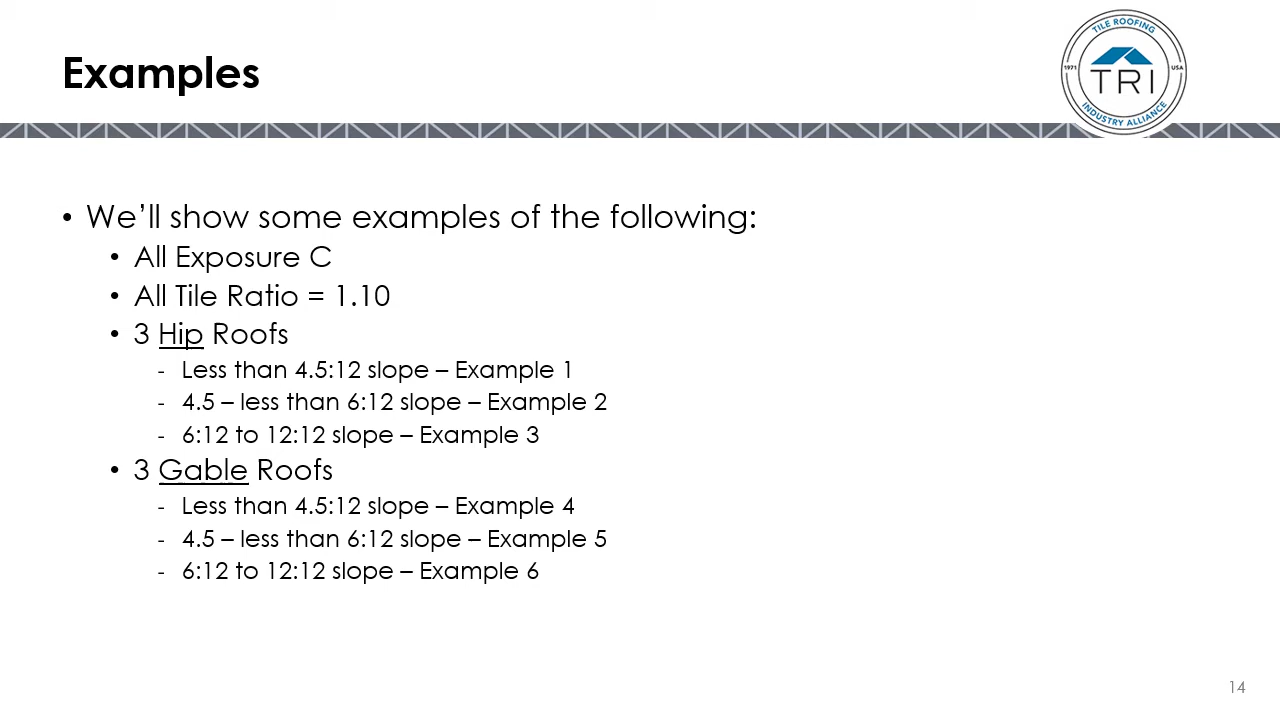 Examples
TILE ROOFING
1971
USA
TRI
INDUSTRY ALLIANCE
• We’ll show some examples of the following:
• All Exposure C
• All Tile Ratio = 1.10
• 3 Hip Roofs
- Less than 4.5:12 slope – Example 1
- 4.5 – less than 6:12 slope – Example 2
- 6:12 to 12:12 slope – Example 3
• 3 Gable Roofs
- Less than 4.5:12 slope – Example 4
- 4.5 – less than 6:12 slope – Example 5
- 6:12 to 12:12 slope – Example 6
14